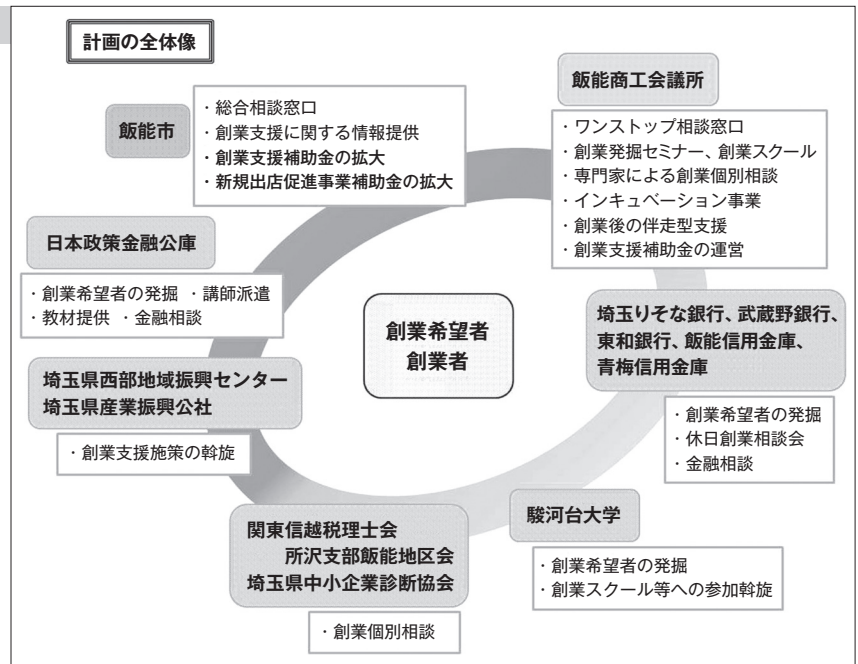 計画の全体像
飯能市
・総合相談窓口
・創業支援に関する情報提供
・創業支援補助金の拡大
・新規出店促進事業補助金の拡大
飯能商工会議所
・ワンストップ相談窓口
・創業発掘セミナー、創業スクール
・専門家による創業個別相談
・インキュベーション事業
・創業後の伴走型支援
・創業支援補助金の運営
日本政策金融公庫
・創業希望者の発掘 ・講師派遣
・教材提供 ・金融相談
創業希望者
創業者
埼玉りそな銀行、武蔵野銀行、
東和銀行、飯能信用金庫、
青梅信用金庫
・創業希望者の発掘
・休日創業相談会
・金融相談
埼玉県西部地域振興センター
埼玉県産業振興公社
・創業支援施策の斡旋
関東信越税理士会
所沢支部飯能地区会
埼玉県中小企業診断協会
・創業個別相談
駿河台大学
・創業希望者の発掘
・創業スクール等への参加斡旋